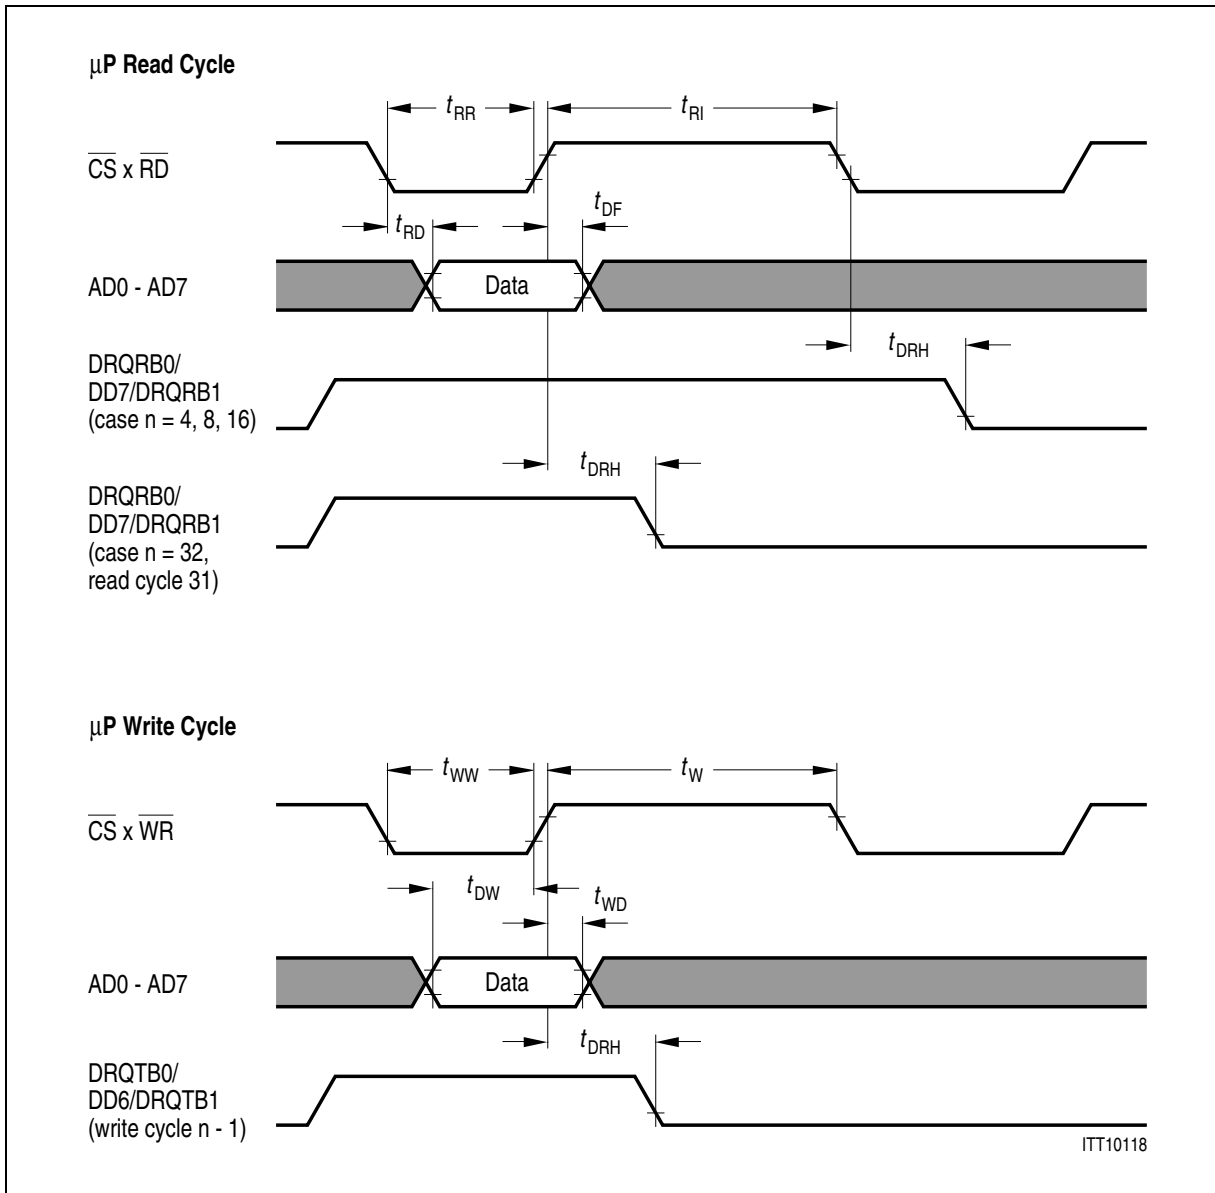 μP Read Cycle
tRR
tRI
CS x RD
tDF
tRD
AD0 - AD7
Data
DRQRB0/
DD7/DRQRB1
(case n = 4, 8, 16)
tDRH
tDRH
DRQRB0/
DD7/DRQRB1
(case n = 32,
read cycle 31)
μP Write Cycle
tWW
tW
CS x WR
tDW
tWD
AD0 - AD7
Data
tDRH
DRQTB0/
DD6/DRQTB1
(write cycle n - 1)
ITT10118